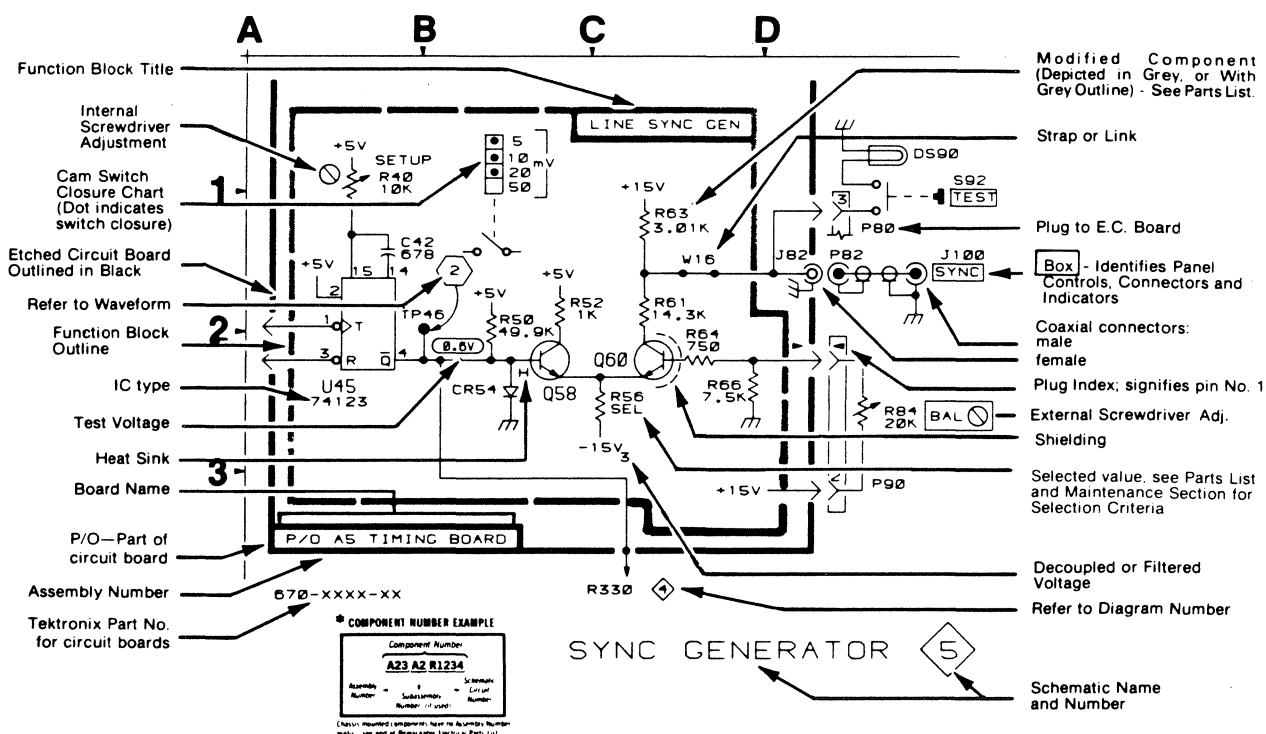 A B C D
Function Block Title
Internal
Screwdriver
Adjustment
Cam Switch
Closure Chart
(Dot indicates
switch closure)
Etched Circuit Board
Outlined in Black
Refer to Waveform
Function Block
Outline
IC type
Test Voltage
Heat Sink
Board Name
P/O—Part of
circuit board
Assembly Number
Tektronix Part No.
for circuit boards
1
2
3
LINE SYNC GEN
+5V
SETUP
R40
10K
5
10
20
50
mV
C42
678
+5V
15 14
2
2
1 T
3 R
Q 4
U45
74123
TP46
0.6V
+5V
R50
49.9K
CR54
R52
1K
Q58
Q60
R56
SEL
-15V3
+15V
R63
3.01K
W16
R61
14.3K
R64
750
R66
7.5K
+15V
DS90
S92
TEST
3
P80
J82 P82 J100
SYNC
R84
20K
BAL
2
P90
P/O A5 TIMING BOARD
670-XXXX-XX
R330 4
SYNC GENERATOR 5
Modified Component
(Depicted in Grey, or With
Grey Outline) - See Parts List.
Strap or Link
Plug to E.C. Board
Box - Identifies Panel
Controls, Connectors and
Indicators
Coaxial connectors:
male
female
Plug Index; signifies pin No. 1
External Screwdriver Adj.
Shielding
Selected value, see Parts List
and Maintenance Section for
Selection Criteria
Decoupled or Filtered
Voltage
Refer to Diagram Number
Schematic Name
and Number
* COMPONENT NUMBER EXAMPLE
Component Number
A23 A2 R1234
Assembly
Number
Subassembly
Number (if used)
Schematic
Circuit
Number
Chassis mounted components have no Assembly Number